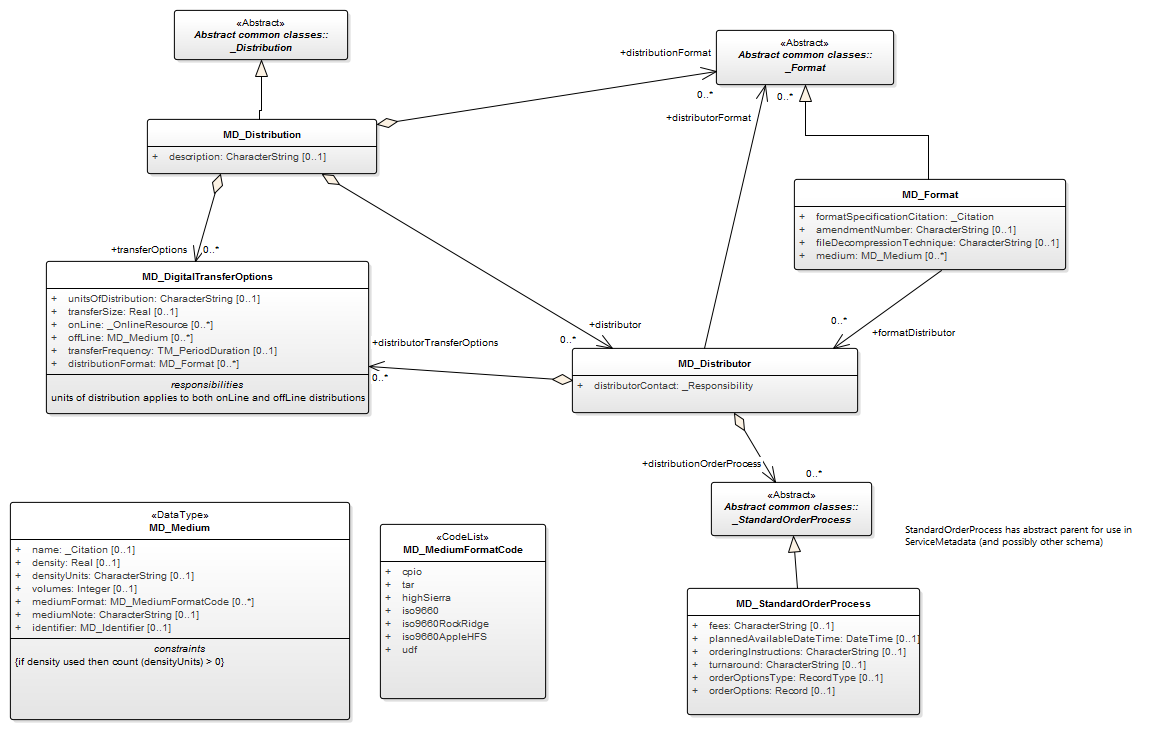 «Abstract»
Abstract common classes::
_Distribution
«Abstract»
Abstract common classes::
_Format
+distributionFormat
0..*
0..*
+distributorFormat
MD_Distribution
+ description: CharacterString [0..1]
MD_Format
+ formatSpecificationCitation: _Citation
+ amendmentNumber: CharacterString [0..1]
+ fileDecompressionTechnique: CharacterString [0..1]
+ medium: MD_Medium [0..*]
+transferOptions
0..*
MD_DigitalTransferOptions
+ unitsOfDistribution: CharacterString [0..1]
+ transferSize: Real [0..1]
+ onLine: _OnlineResource [0..*]
+ offLine: MD_Medium [0..*]
+ transferFrequency: TM_PeriodDuration [0..1]
+ distributionFormat: MD_Format [0..*]
responsibilities
units of distribution applies to both onLine and offLine distributions
+distributor
0..*
0..*
+formatDistributor
+distributorTransferOptions
0..*
MD_Distributor
+ distributorContact: _Responsibility
+distributionOrderProcess
0..*
«Abstract»
Abstract common classes::
_StandardOrderProcess
StandardOrderProcess has abstract parent for use in
ServiceMetadata (and possibly other schema)
«DataType»
MD_Medium
+ name: _Citation [0..1]
+ density: Real [0..1]
+ densityUnits: CharacterString [0..1]
+ volumes: Integer [0..1]
+ mediumFormat: MD_MediumFormatCode [0..*]
+ mediumNote: CharacterString [0..1]
+ identifier: MD_Identifier [0..1]
constraints
{if density used then count (densityUnits) > 0}
«CodeList»
MD_MediumFormatCode
+ cpio
+ tar
+ highSierra
+ iso9660
+ iso9660RockRidge
+ iso9660AppleHFS
+ udf
MD_StandardOrderProcess
+ fees: CharacterString [0..1]
+ plannedAvailableDateTime: DateTime [0..1]
+ orderingInstructions: CharacterString [0..1]
+ turnaround: CharacterString [0..1]
+ orderOptionsType: RecordType [0..1]
+ orderOptions: Record [0..1]